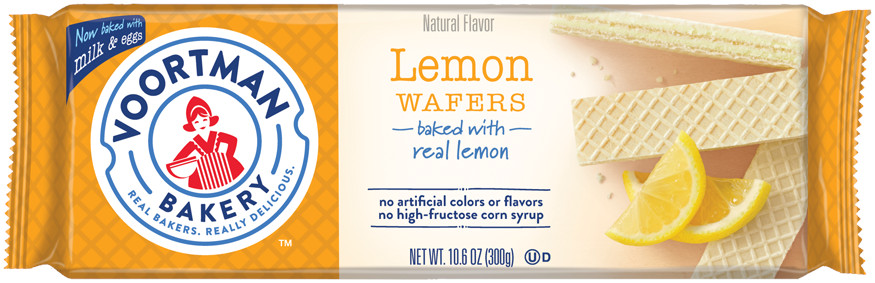 Now baked with
milk & eggs
VOORTMAN
BAKERY
REAL BAKERS. REALLY DELICIOUS.
TM
Natural Flavor
Lemon
WAFERS
baked with
real lemon
no artificial colors or flavors
no high-fructose corn syrup
NET WT. 10.6 OZ (300g) U D